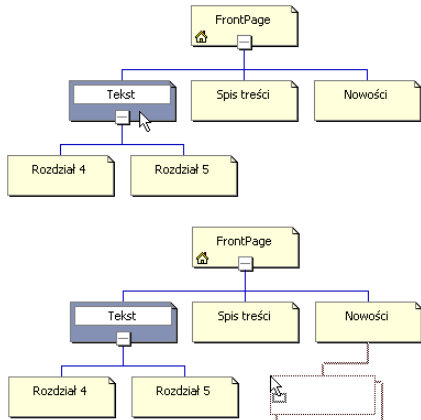 FrontPage
Tekst
Spis treści
Nowości
Rozdział 4
Rozdział 5
FrontPage
Tekst
Spis treści
Nowości
Rozdział 4
Rozdział 5